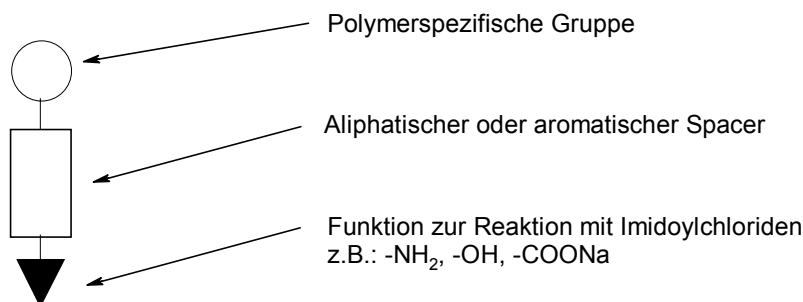 Polymerspezifische Gruppe
Aliphatischer oder aromatischer Spacer
Funktion zur Reaktion mit Imidoylchloriden
z.B.: -NH₂, -OH, -COONa